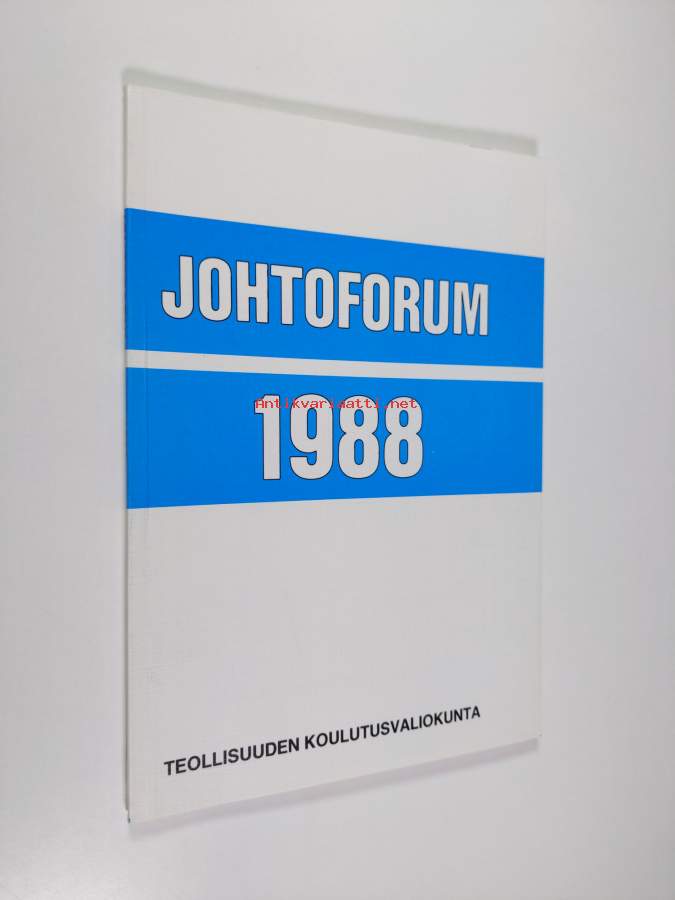 JOHTOFORUM
Antikvariaatti.net
1988
TEOLLISUUDEN KOULUTUSVALIOKUNTA